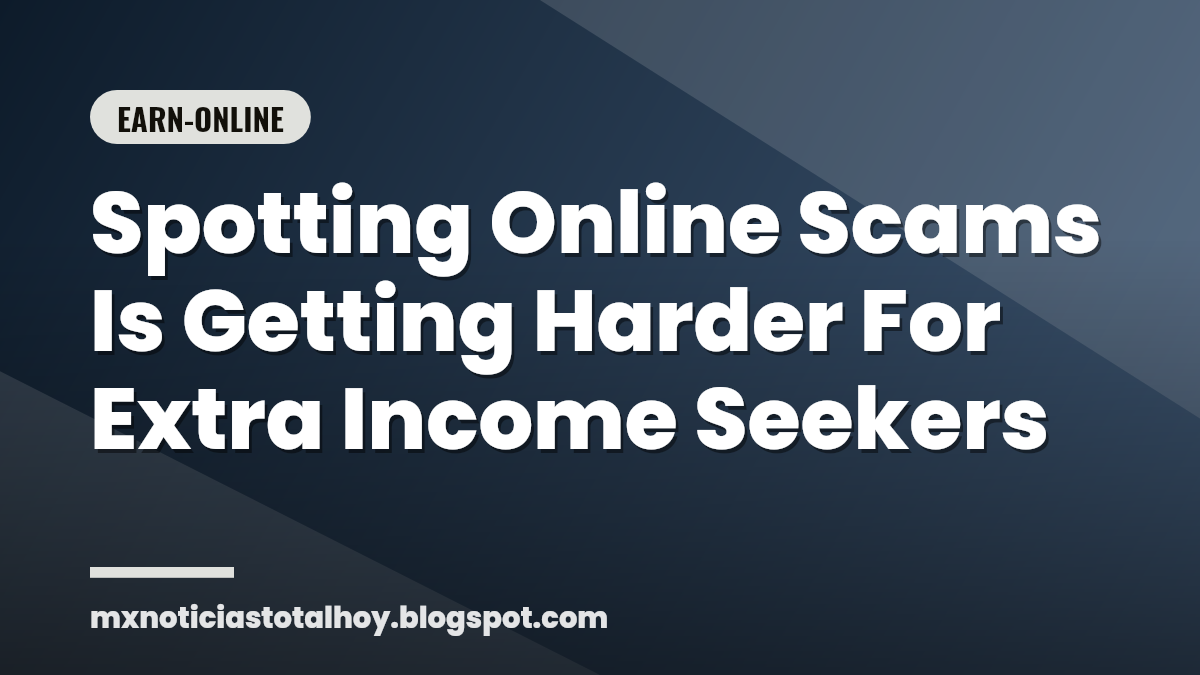 EARN-ONLINE
Spotting Online Scams
Is Getting Harder For
Extra Income Seekers
mxnoticiastotalhoy.blogspot.com